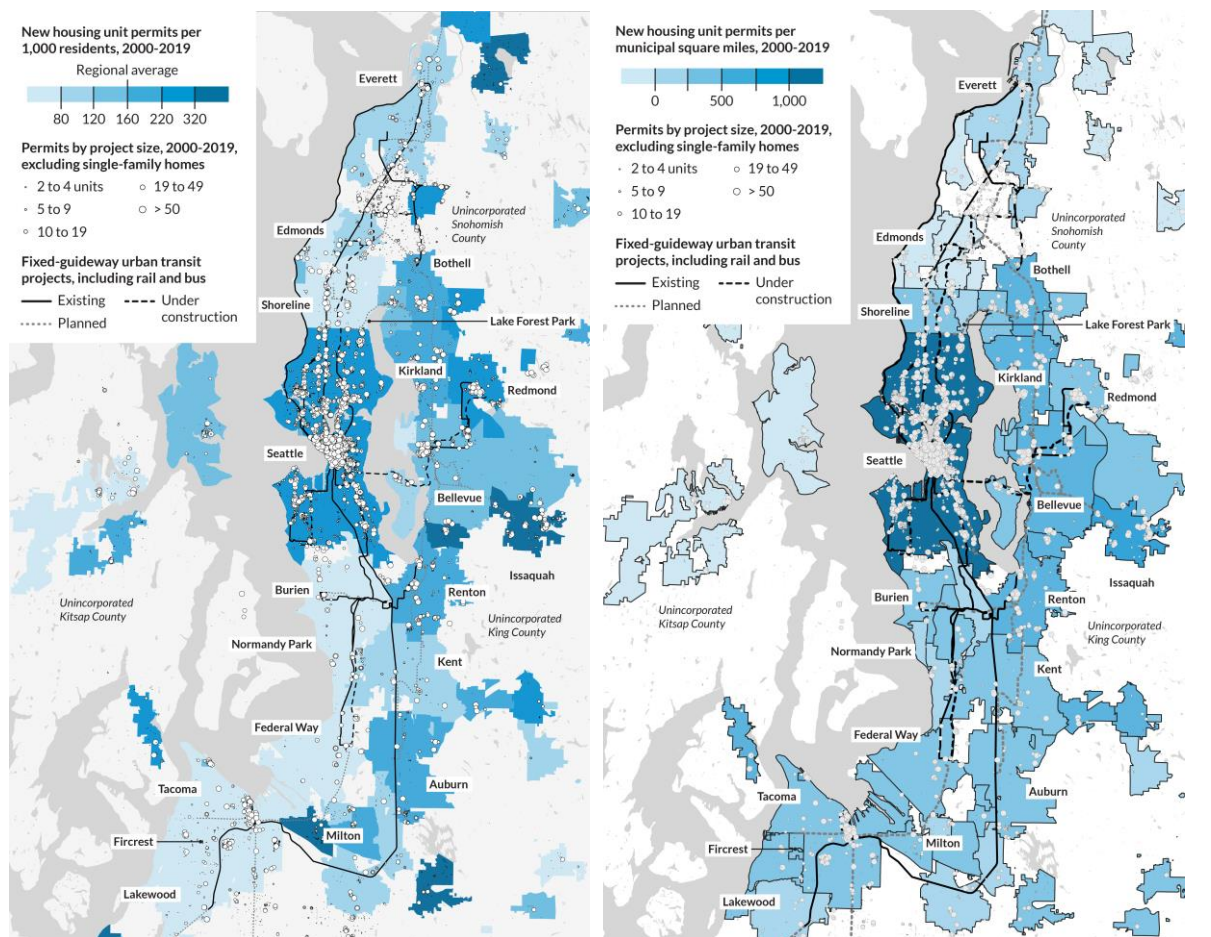 New housing unit permits per
1,000 residents, 2000-2019
Regional average
80 120 160 220 320
Permits by project size, 2000-2019,
excluding single-family homes
2 to 4 units
19 to 49
5 to 9
> 50
10 to 19
Fixed-guideway urban transit
projects, including rail and bus
Existing
Under
construction
Planned
Everett
Unincorporated
Snohomish
County
Edmonds
Bothell
Shoreline
Lake Forest Park
Kirkland
Redmond
Seattle
Bellevue
Issaquah
Burien
Renton
Unincorporated
Kitsap County
Unincorporated
King County
Normandy Park
Kent
Federal Way
Tacoma
Auburn
Milton
Fircrest
Lakewood
New housing unit permits per
municipal square miles, 2000-2019
0 500 1,000
Permits by project size, 2000-2019,
excluding single-family homes
2 to 4 units
19 to 49
5 to 9
> 50
10 to 19
Fixed-guideway urban transit
projects, including rail and bus
Existing
Under
construction
Planned
Everett
Unincorporated
Snohomish
County
Edmonds
Bothell
Shoreline
Lake Forest Park
Kirkland
Redmond
Seattle
Bellevue
Issaquah
Burien
Renton
Unincorporated
Kitsap County
Unincorporated
King County
Normandy Park
Kent
Federal Way
Tacoma
Auburn
Milton
Fircrest
Lakewood